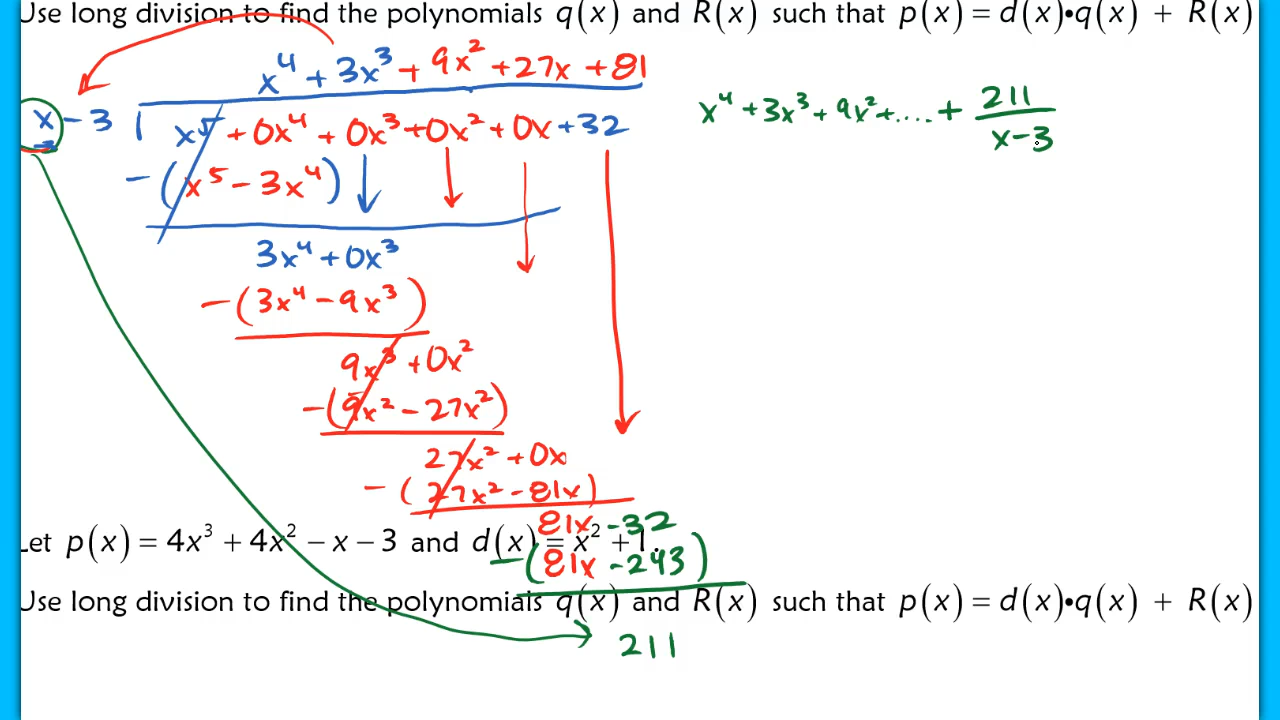 Use long division to find the polynomials q(x) and R(x) such that p(x) = d(x)•q(x) + R(x)
x⁴ + 3x³ + 9x² + 27x + 81
x - 3 x⁵ + 0x⁴ + 0x³ + 0x² + 0x + 32
x⁴ + 3x³ + 9x² + .... + 211
x - 3
- (x⁵ - 3x⁴)
3x⁴ + 0x³
- (3x⁴ - 9x³)
9x³ + 0x²
- (9x² - 27x²)
27x² + 0x
- (27x² - 81x)
81x - 32
Let p(x) = 4x³ + 4x² - x - 3 and d(x) = x² + 1.
- (81x - 243)
Use long division to find the polynomials q(x) and R(x) such that p(x) = d(x)•q(x) + R(x)
211